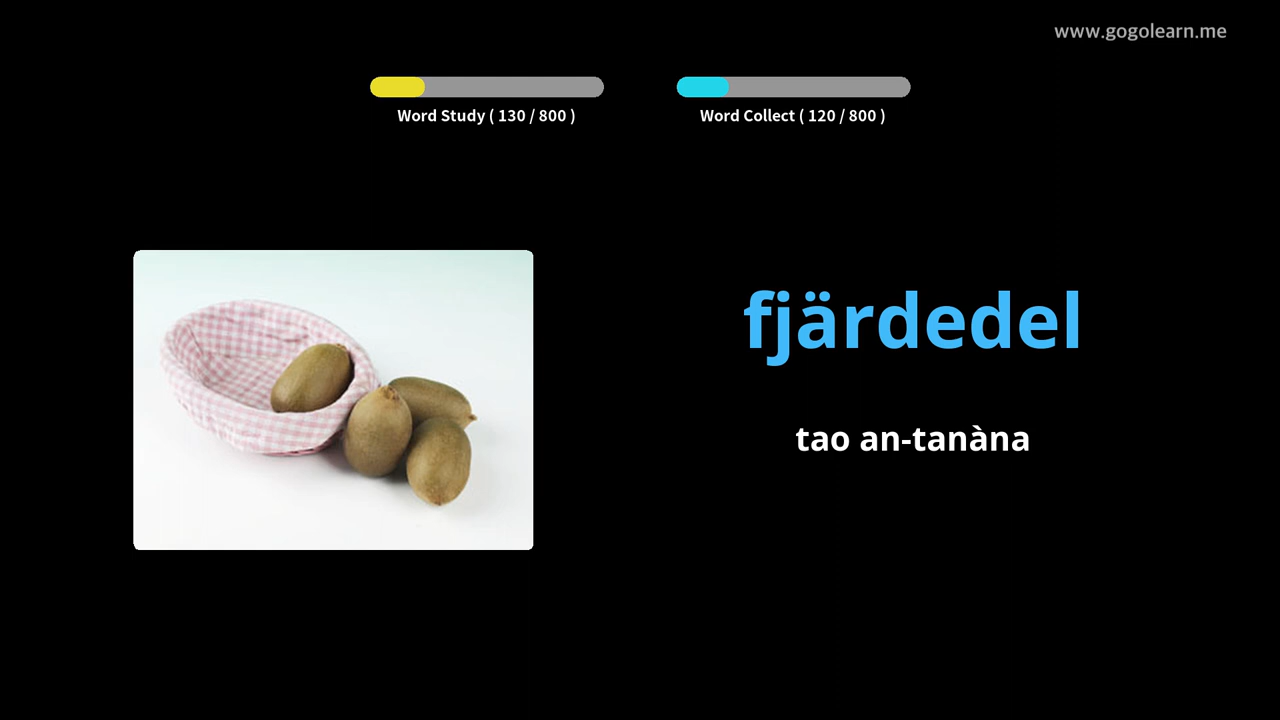 www.gogolearn.me
Word Study ( 130 / 800 )
Word Collect ( 120 / 800 )
fjärdedel
tao an-tanàna